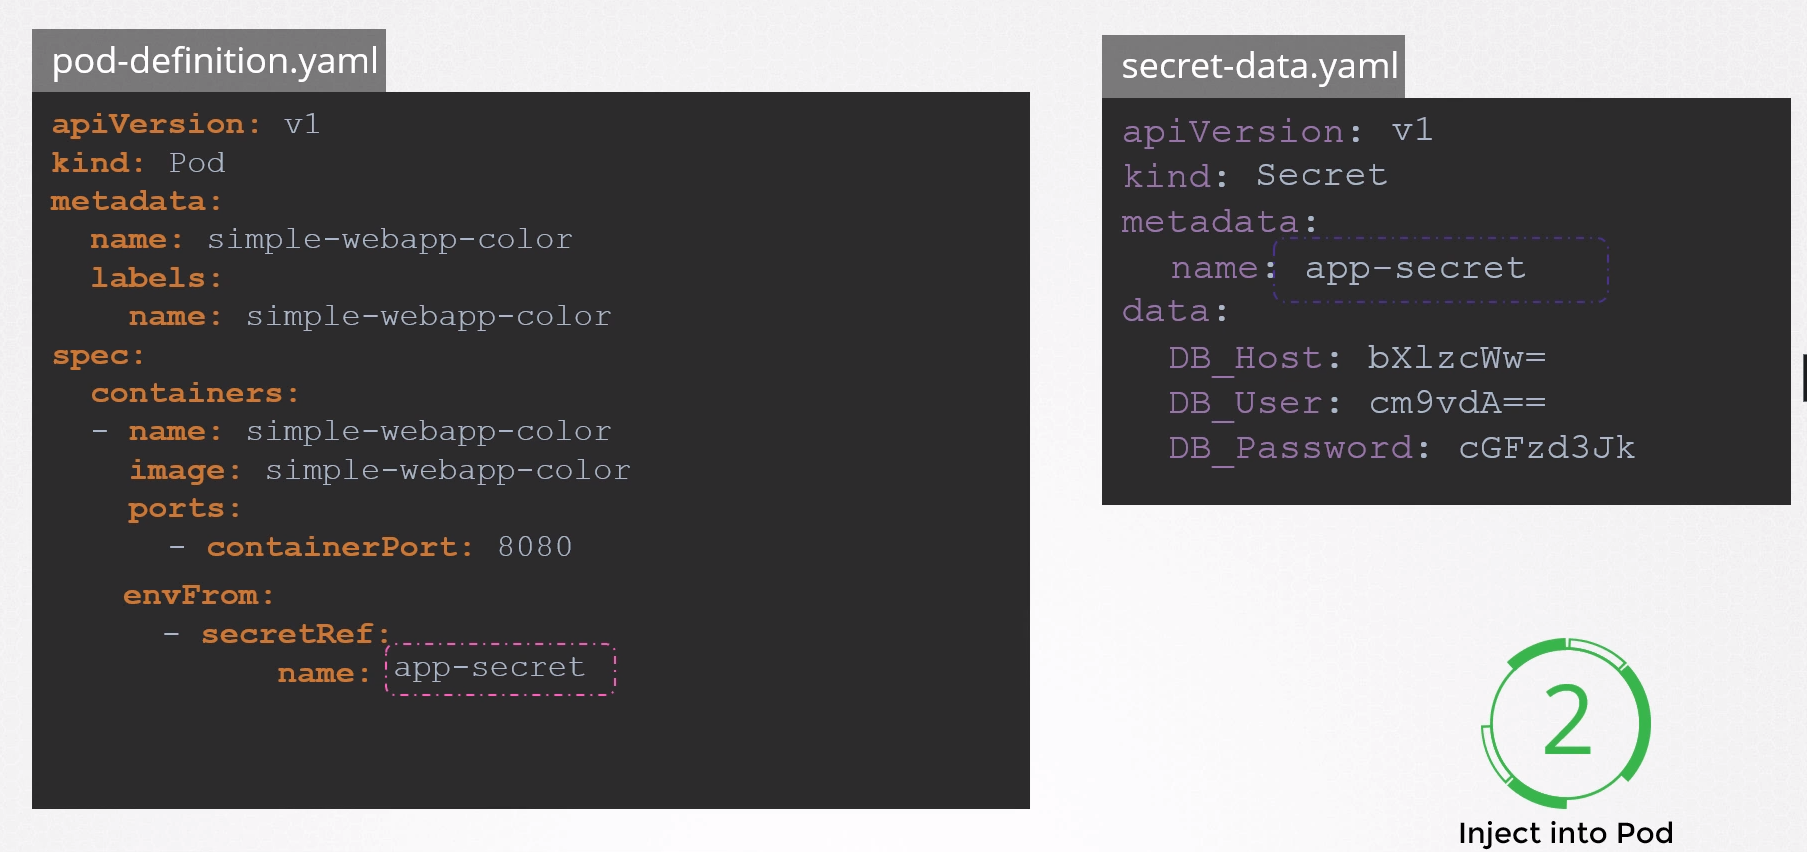 pod-definition.yaml
apiVersion: v1
kind: Pod
metadata:
  name: simple-webapp-color
  labels:
    name: simple-webapp-color
spec:
  containers:
  - name: simple-webapp-color
    image: simple-webapp-color
    ports:
      - containerPort: 8080
    envFrom:
      - secretRef:
            name: app-secret
secret-data.yaml
apiVersion: v1
kind: Secret
metadata:
  name: app-secret
data:
  DB_Host: bXlzcWw=
  DB_User: cm9vdA==
  DB_Password: cGFzd3Jk
2
Inject into Pod